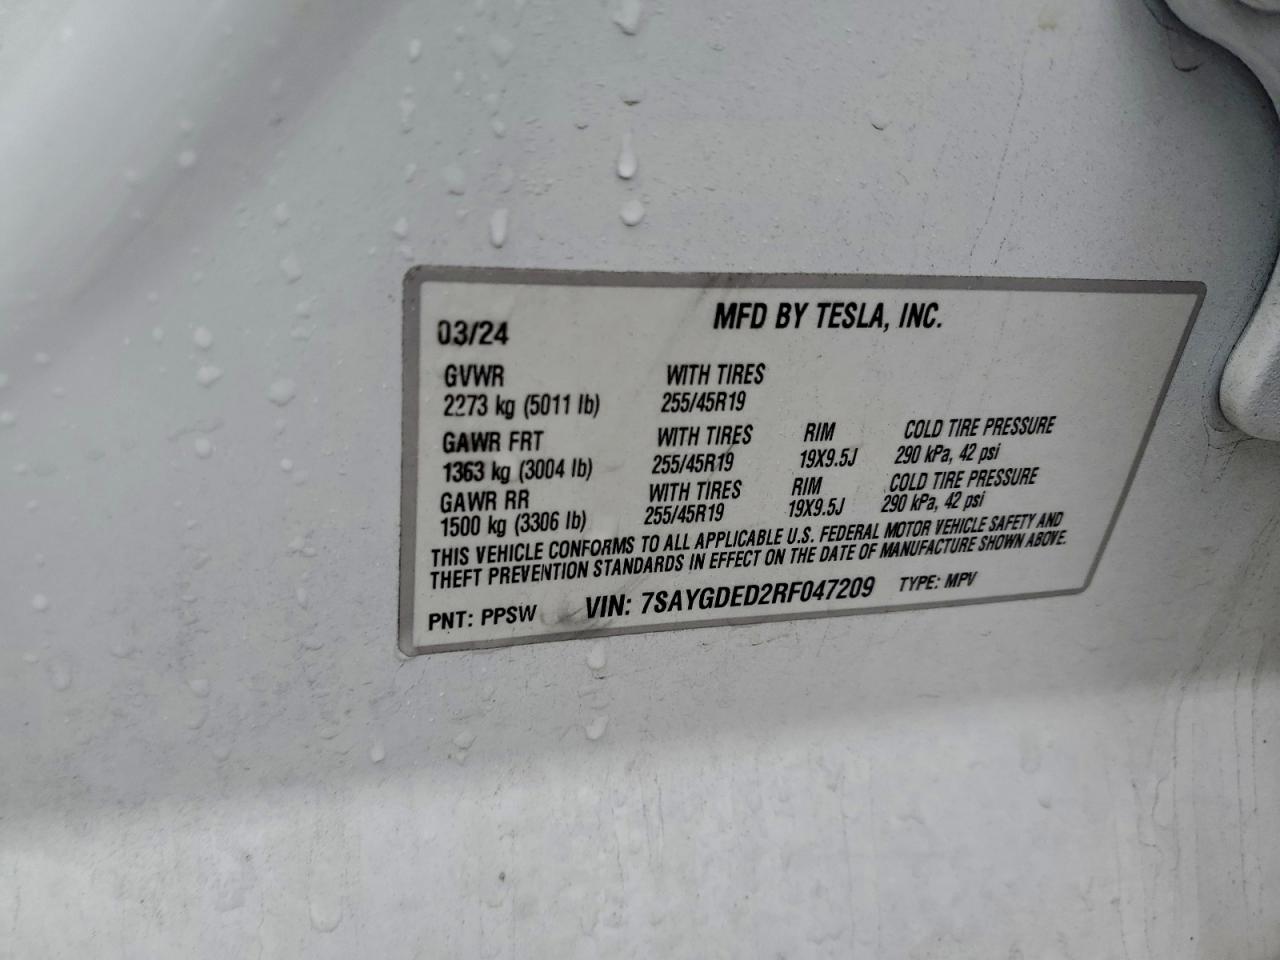 03/24 MFD BY TESLA, INC.
GVWR WITH TIRES
2273 kg (5011 lb) 255/45R19
GAWR FRT WITH TIRES RIM COLD TIRE PRESSURE
1363 kg (3004 lb) 255/45R19 19X9.5J 290 kPa, 42 psi
GAWR RR WITH TIRES RIM COLD TIRE PRESSURE
1500 kg (3306 lb) 255/45R19 19X9.5J 290 kPa, 42 psi
THIS VEHICLE CONFORMS TO ALL APPLICABLE U.S. FEDERAL MOTOR VEHICLE SAFETY AND
THEFT PREVENTION STANDARDS IN EFFECT ON THE DATE OF MANUFACTURE SHOWN ABOVE.
PNT: PPSW VIN: 7SAYGDED2RF047209 TYPE: MPV